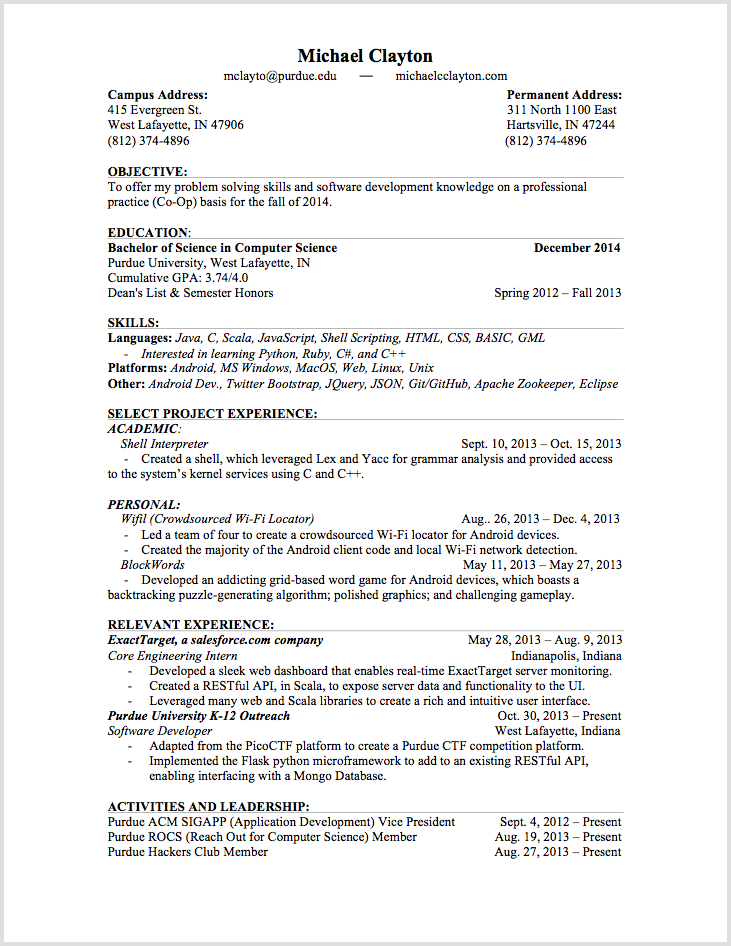 Michael Clayton
mclayto@purdue.edu — michaelcclayton.com
Campus Address: Permanent Address:
415 Evergreen St. 311 North 1100 East
West Lafayette, IN 47906 Hartsville, IN 47244
(812) 374-4896 (812) 374-4896
OBJECTIVE:
To offer my problem solving skills and software development knowledge on a professional
practice (Co-Op) basis for the fall of 2014.
EDUCATION:
Bachelor of Science in Computer Science December 2014
Purdue University, West Lafayette, IN
Cumulative GPA: 3.74/4.0
Dean's List & Semester Honors Spring 2012 – Fall 2013
SKILLS:
Languages: Java, C, Scala, JavaScript, Shell Scripting, HTML, CSS, BASIC, GML
- Interested in learning Python, Ruby, C#, and C++
Platforms: Android, MS Windows, MacOS, Web, Linux, Unix
Other: Android Dev., Twitter Bootstrap, JQuery, JSON, Git/GitHub, Apache Zookeeper, Eclipse
SELECT PROJECT EXPERIENCE:
ACADEMIC:
Shell Interpreter Sept. 10, 2013 – Oct. 15, 2013
- Created a shell, which leveraged Lex and Yacc for grammar analysis and provided access
to the system's kernel services using C and C++.
PERSONAL:
Wifil (Crowdsourced Wi-Fi Locator) Aug.. 26, 2013 – Dec. 4, 2013
- Led a team of four to create a crowdsourced Wi-Fi locator for Android devices.
- Created the majority of the Android client code and local Wi-Fi network detection.
BlockWords May 11, 2013 – May 27, 2013
- Developed an addicting grid-based word game for Android devices, which boasts a
backtracking puzzle-generating algorithm; polished graphics; and challenging gameplay.
RELEVANT EXPERIENCE:
ExactTarget, a salesforce.com company May 28, 2013 – Aug. 9, 2013
Core Engineering Intern Indianapolis, Indiana
- Developed a sleek web dashboard that enables real-time ExactTarget server monitoring.
- Created a RESTful API, in Scala, to expose server data and functionality to the UI.
- Leveraged many web and Scala libraries to create a rich and intuitive user interface.
Purdue University K-12 Outreach Oct. 30, 2013 – Present
Software Developer West Lafayette, Indiana
- Adapted from the PicoCTF platform to create a Purdue CTF competition platform.
- Implemented the Flask python microframework to add to an existing RESTful API,
enabling interfacing with a Mongo Database.
ACTIVITIES AND LEADERSHIP:
Purdue ACM SIGAPP (Application Development) Vice President Sept. 4, 2012 – Present
Purdue ROCS (Reach Out for Computer Science) Member Aug. 19, 2013 – Present
Purdue Hackers Club Member Aug. 27, 2013 – Present